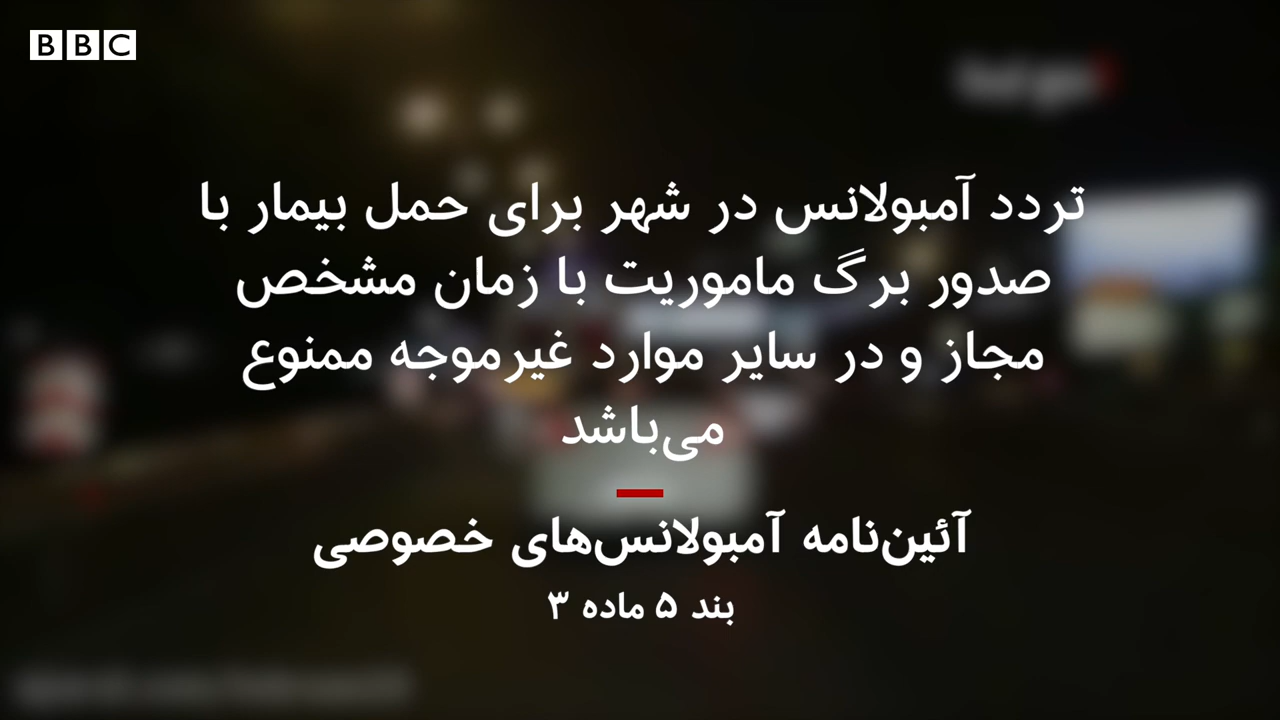 BBC
تردد آمبولانس در شهر برای حمل بیمار با
صدور برگ ماموریت با زمان مشخص
مجاز و در سایر موارد غیرموجه ممنوع
می‌باشد
آئین‌نامه آمبولانس‌های خصوصی
بند ۵ ماده ۳